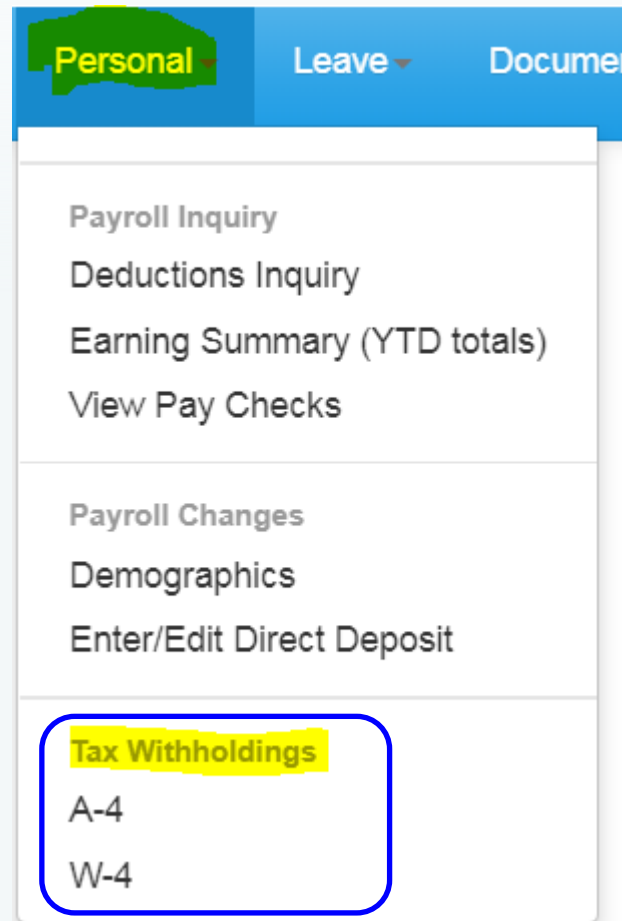 Personal Leave
Payroll Inquiry
Deductions Inquiry
Earning Summary (YTD totals)
View Pay Checks
Payroll Changes
Demographics
Enter/Edit Direct Deposit
Tax Withholdings
A-4
W-4